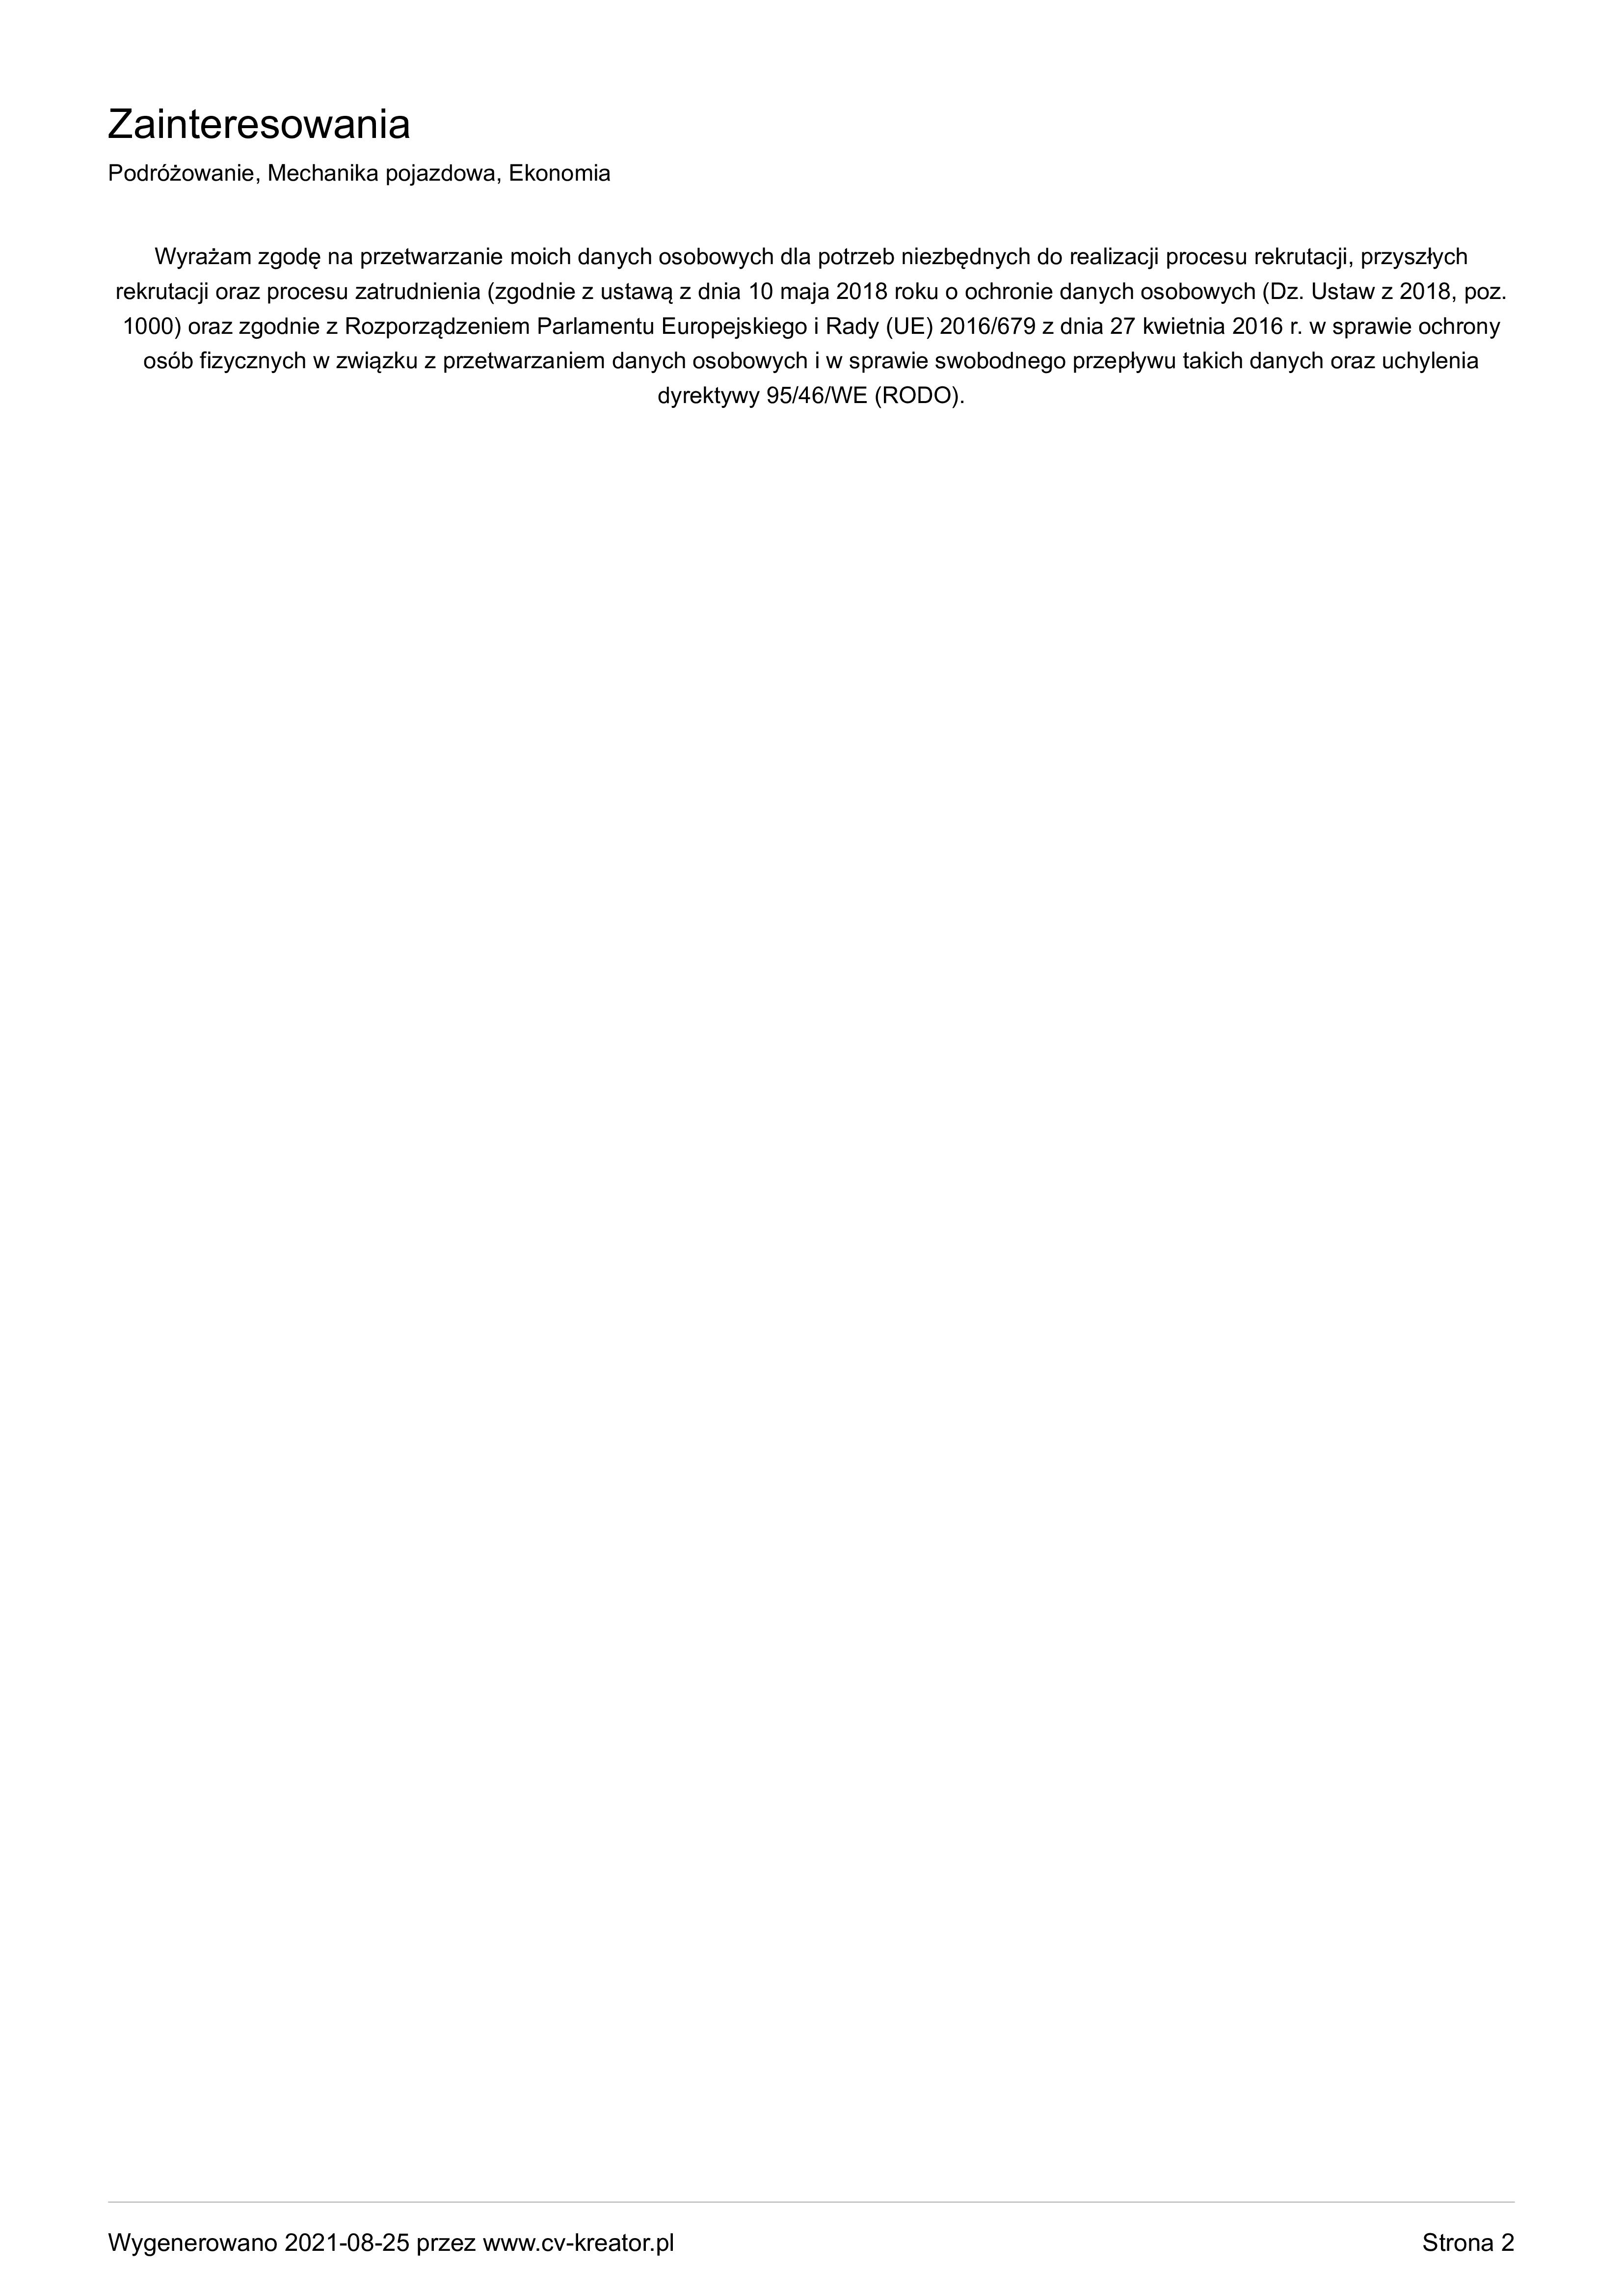 Zainteresowania
Podróżowanie, Mechanika pojazdowa, Ekonomia
Wyrażam zgodę na przetwarzanie moich danych osobowych dla potrzeb niezbędnych do realizacji procesu rekrutacji, przyszłych
rekrutacji oraz procesu zatrudnienia (zgodnie z ustawą z dnia 10 maja 2018 roku o ochronie danych osobowych (Dz. Ustaw z 2018, poz.
1000) oraz zgodnie z Rozporządzeniem Parlamentu Europejskiego i Rady (UE) 2016/679 z dnia 27 kwietnia 2016 r. w sprawie ochrony
osób fizycznych w związku z przetwarzaniem danych osobowych i w sprawie swobodnego przepływu takich danych oraz uchylenia
dyrektywy 95/46/WE (RODO).
Wygenerowano 2021-08-25 przez www.cv-kreator.pl
Strona 2